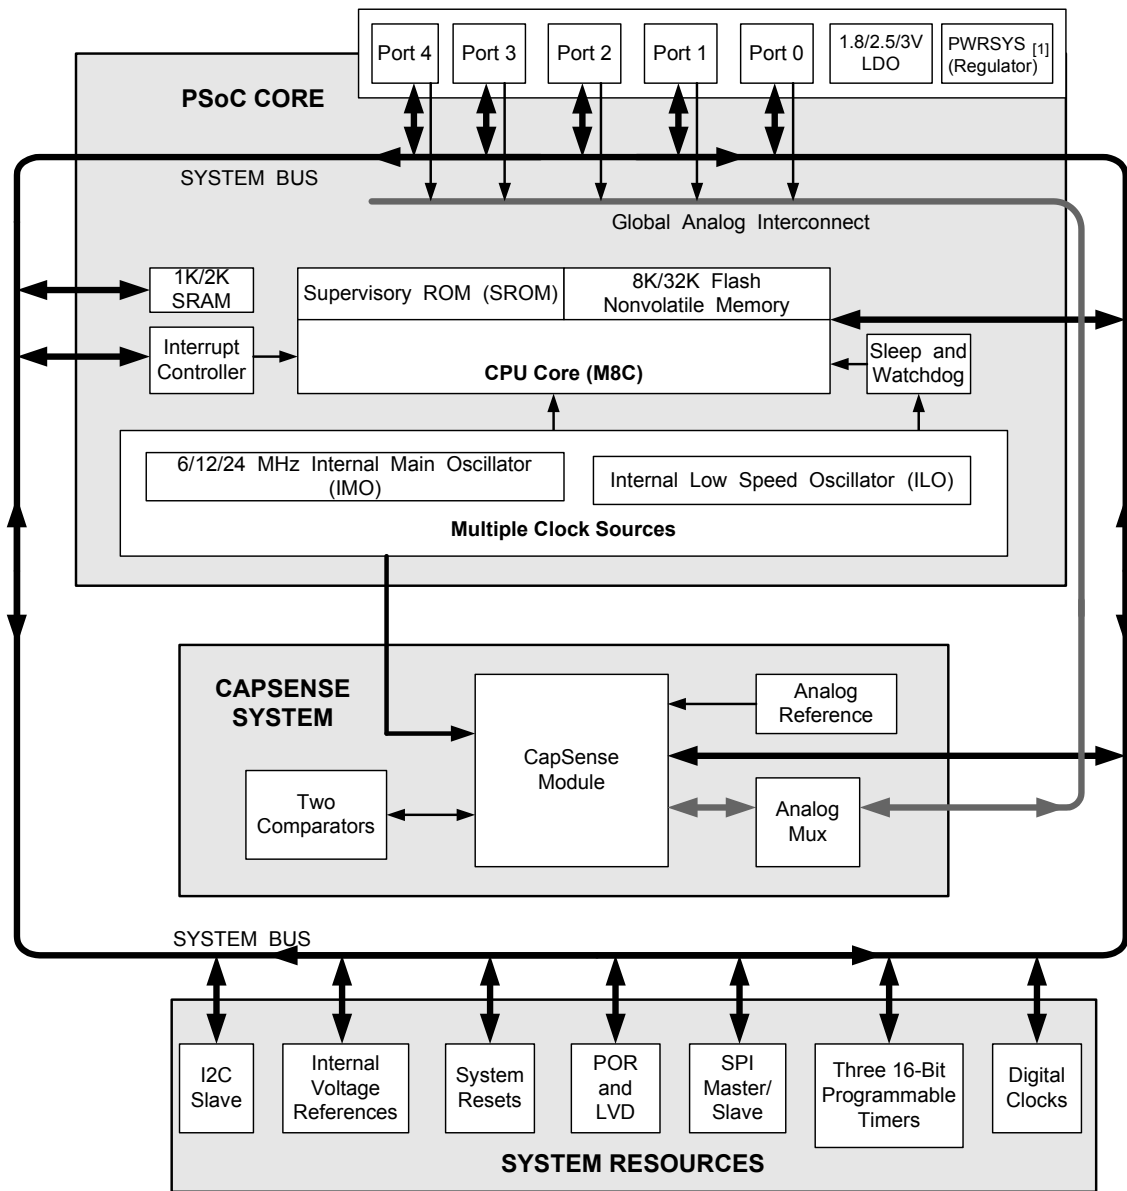 Port 4
Port 3
Port 2
Port 1
Port 0
1.8/2.5/3V
LDO
PWRSYS [1]
(Regulator)
PSoC CORE
SYSTEM BUS
Global Analog Interconnect
1K/2K
SRAM
Supervisory ROM (SROM)
8K/32K Flash
Nonvolatile Memory
Interrupt
Controller
CPU Core (M8C)
Sleep and
Watchdog
6/12/24 MHz Internal Main Oscillator
(IMO)
Internal Low Speed Oscillator (ILO)
Multiple Clock Sources
CAPSENSE
SYSTEM
Analog
Reference
CapSense
Module
Two
Comparators
Analog
Mux
SYSTEM BUS
I2C
Slave
Internal
Voltage
References
System
Resets
POR
and
LVD
SPI
Master/
Slave
Three 16-Bit
Programmable
Timers
Digital
Clocks
SYSTEM RESOURCES